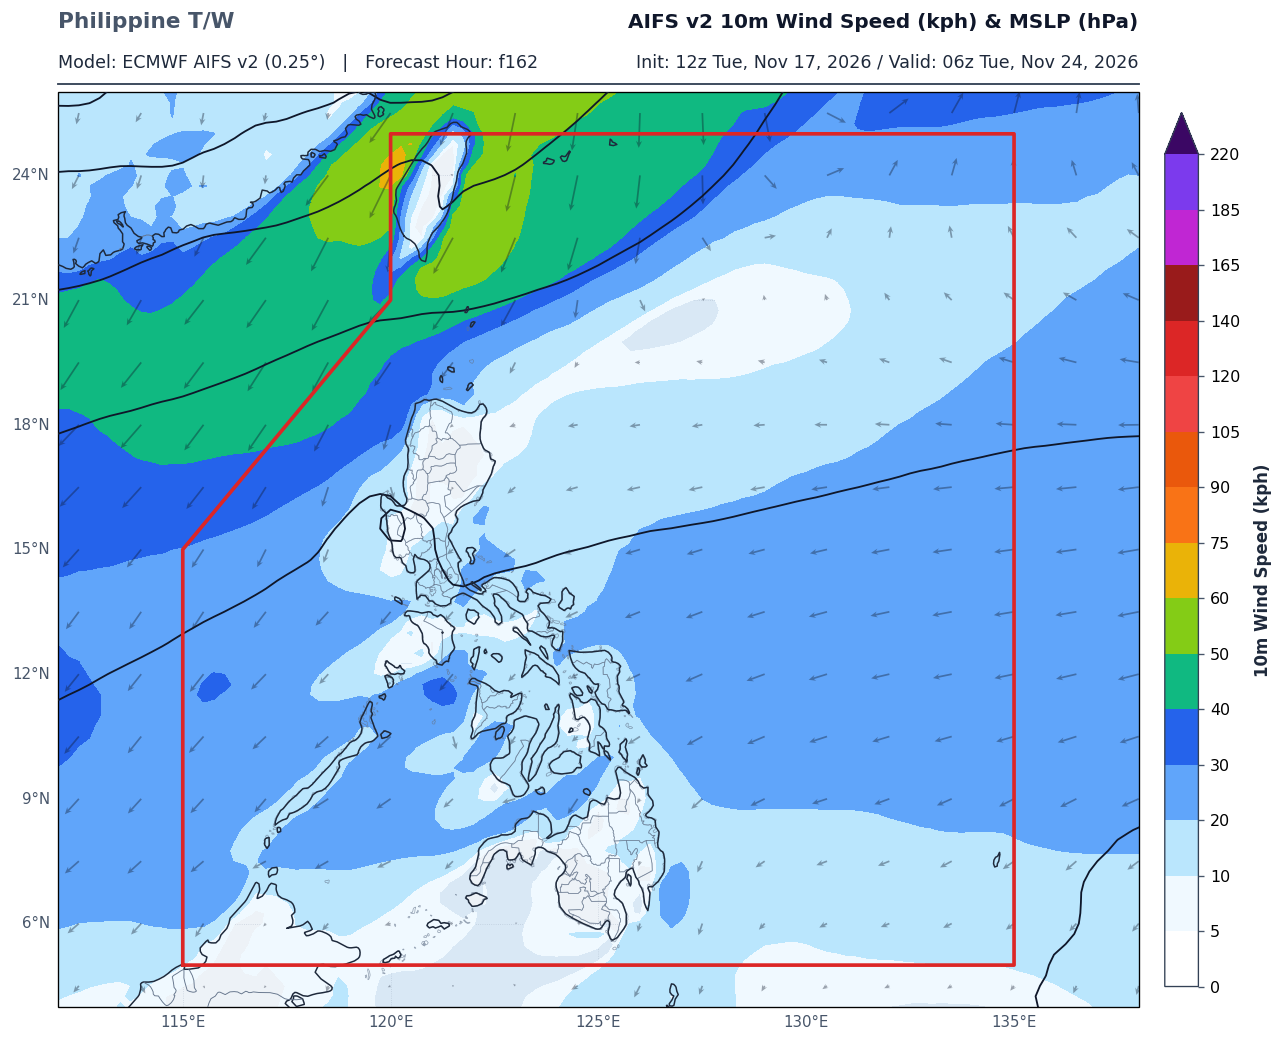 Philippine T/W
AIFS v2 10m Wind Speed (kph) & MSLP (hPa)
Model: ECMWF AIFS v2 (0.25°) | Forecast Hour: f162
Init: 12z Tue, Nov 17, 2026 / Valid: 06z Tue, Nov 24, 2026
24°N
21°N
18°N
15°N
12°N
9°N
6°N
115°E
120°E
125°E
130°E
135°E
220
185
165
140
120
105
90
75
60
50
40
30
20
10
5
0
10m Wind Speed (kph)